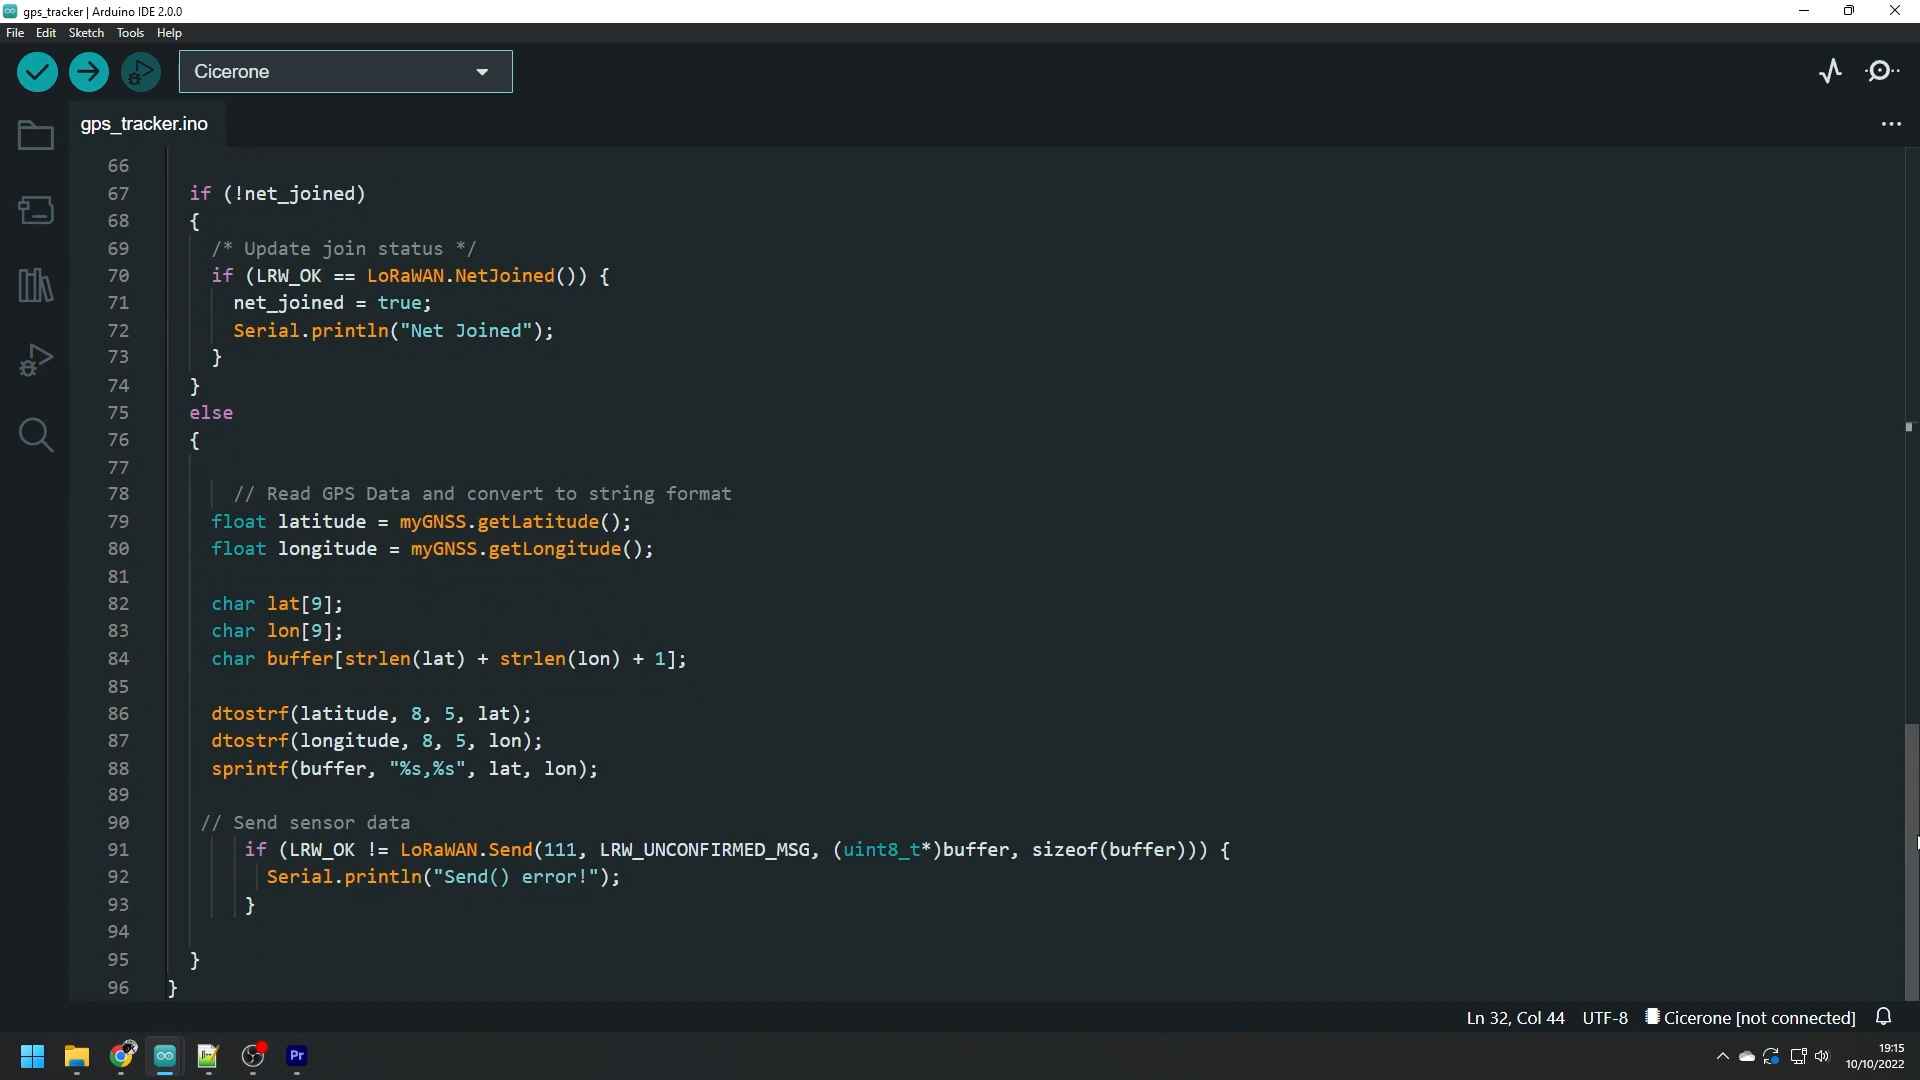 gps_tracker | Arduino IDE 2.0.0
File Edit Sketch Tools Help
Cicerone
gps_tracker.ino
66
67 if (!net_joined)
68 {
69 /* Update join status */
70 if (LRW_OK == LoRaWAN.NetJoined()) {
71 net_joined = true;
72 Serial.println("Net Joined");
73 }
74 }
75 else
76 {
77
78 // Read GPS Data and convert to string format
79 float latitude = myGNSS.getLatitude();
80 float longitude = myGNSS.getLongitude();
81
82 char lat[9];
83 char lon[9];
84 char buffer[strlen(lat) + strlen(lon) + 1];
85
86 dtostrf(latitude, 8, 5, lat);
87 dtostrf(longitude, 8, 5, lon);
88 sprintf(buffer, "%s,%s", lat, lon);
89
90 // Send sensor data
91 if (LRW_OK != LoRaWAN.Send(111, LRW_UNCONFIRMED_MSG, (uint8_t*)buffer, sizeof(buffer))) {
92 Serial.println("Send() error!");
93 }
94
95 }
96 }
Ln 32, Col 44 UTF-8 Cicerone [not connected]
Pr
19:15
10/10/2022